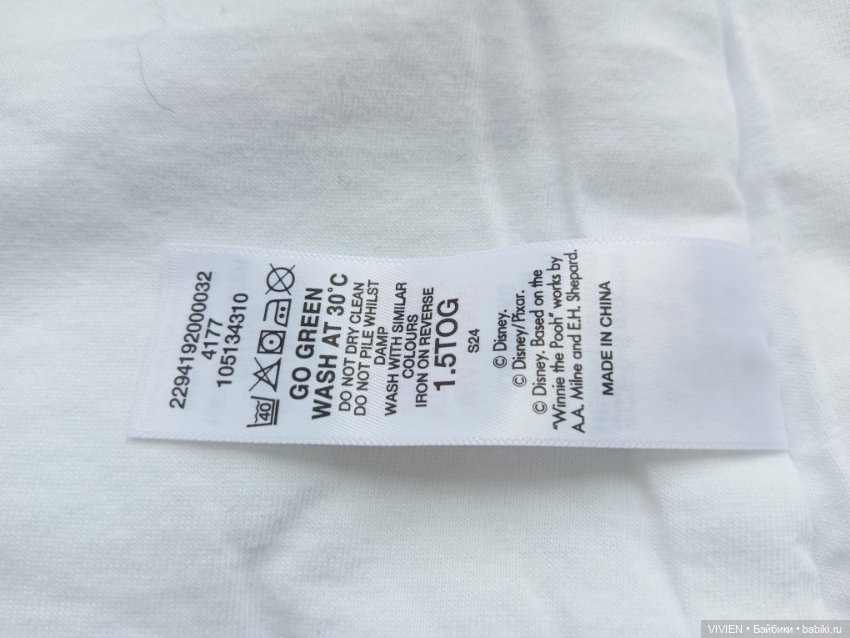 2294192000032
4177
105134310
40
GO GREEN
WASH AT 30°C
DO NOT DRY CLEAN
DO NOT PILE WHILST
DAMP
WASH WITH SIMILAR
COLOURS
IRON ON REVERSE
1.5TOG
S24
© Disney.
© Disney/Pixar.
© Disney. Based on the
"Winnie the Pooh" works by
A.A. Milne and E.H. Shepard.
MADE IN CHINA
VIVIEN • Бэйбики • babiki.ru